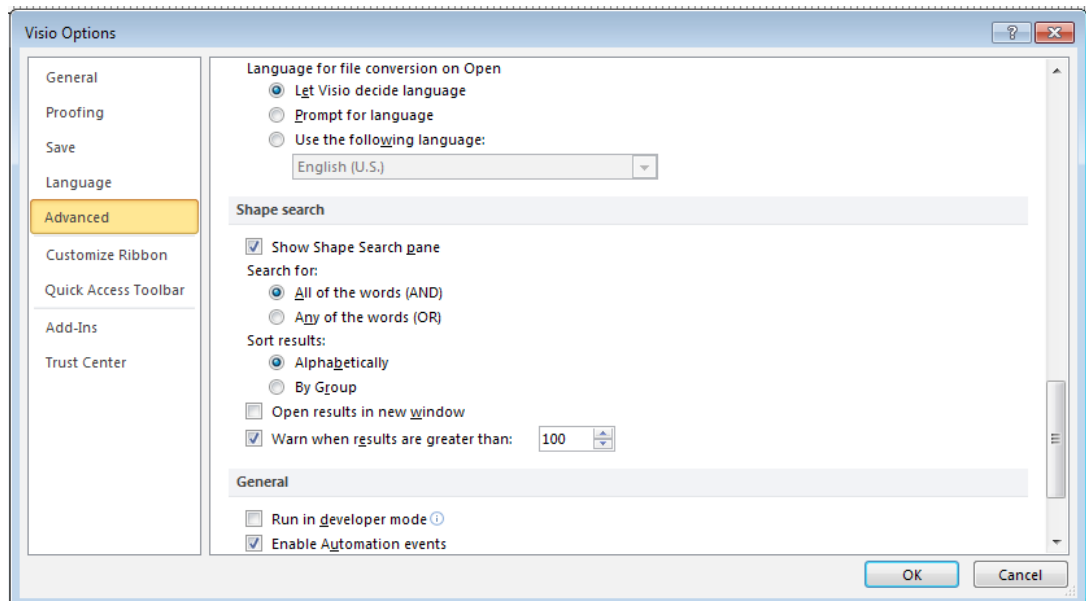 Visio Options
General
Proofing
Save
Language
Advanced
Customize Ribbon
Quick Access Toolbar
Add-Ins
Trust Center
Language for file conversion on Open
Let Visio decide language
Prompt for language
Use the following language:
English (U.S.)
Shape search
Show Shape Search pane
Search for:
All of the words (AND)
Any of the words (OR)
Sort results:
Alphabetically
By Group
Open results in new window
Warn when results are greater than: 100
General
Run in developer mode
Enable Automation events
OK Cancel